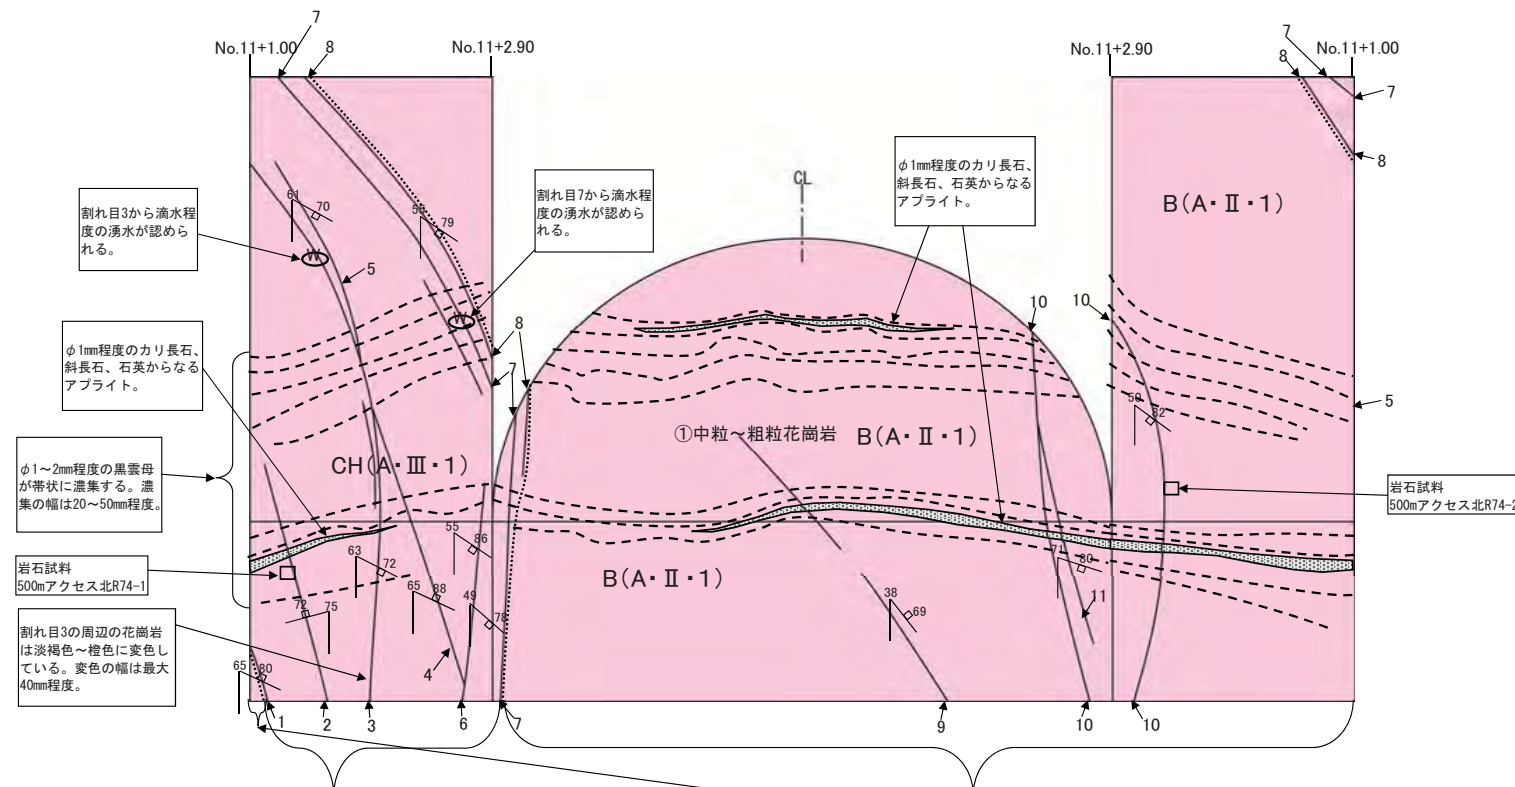 7
8
No.11+1.00
No.11+2.90
No.11+2.90
7
8
No.11+1.00
7
8
CL
φ1mm程度のカリ長石、
斜長石、石英からなる
アプライト。
割れ目7から滴水程
度の湧水が認めら
れる。
割れ目3から滴水程
度の湧水が認めら
れる。
61
70
55
79
W
5
W
B(A・Ⅱ・1)
10
10
8
7
φ1mm程度のカリ長石、
斜長石、石英からなる
アプライト。
5
50
82
①中粒~粗粒花崗岩
B(A・Ⅱ・1)
CH(A・Ⅲ・1)
φ1~2mm程度の黒雲母
が帯状に濃集する。濃
集の幅は20~50mm程度。
岩石試料
500mアクセス北R74-2
岩石試料
500mアクセス北R74-1
63
72
55
86
71
80
B(A・Ⅱ・1)
72
75
65
88
49
78
38
69
11
割れ目3の周辺の花崗岩
は淡褐色~橙色に変色し
ている。変色の幅は最大
40mm程度。
65
80
4
1
2
3
6
7
9
10
10